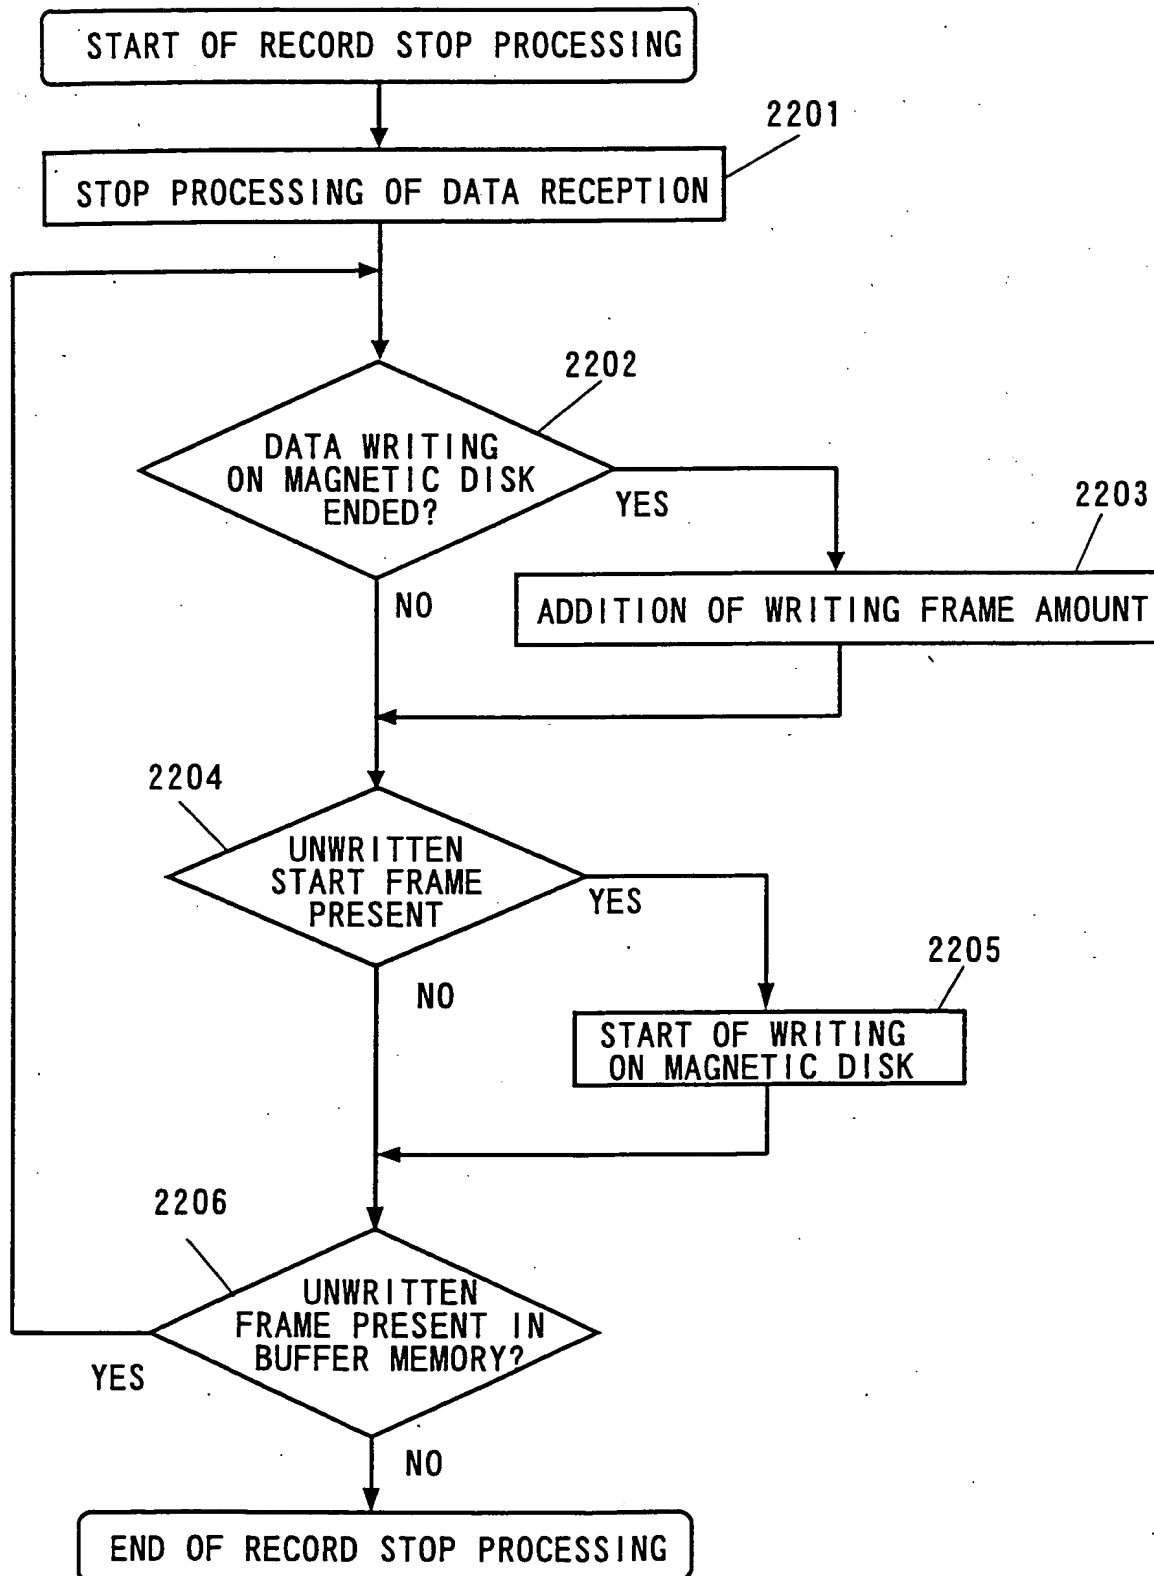 START OF RECORD STOP PROCESSING
2201
STOP PROCESSING OF DATA RECEPTION
2202
DATA WRITING
ON MAGNETIC DISK
ENDED?
YES
2203
NO
ADDITION OF WRITING FRAME AMOUNT
2204
UNWRITTEN
START FRAME
PRESENT
YES
2205
NO
START OF WRITING
ON MAGNETIC DISK
2206
UNWRITTEN
FRAME PRESENT IN
BUFFER MEMORY?
YES
NO
END OF RECORD STOP PROCESSING